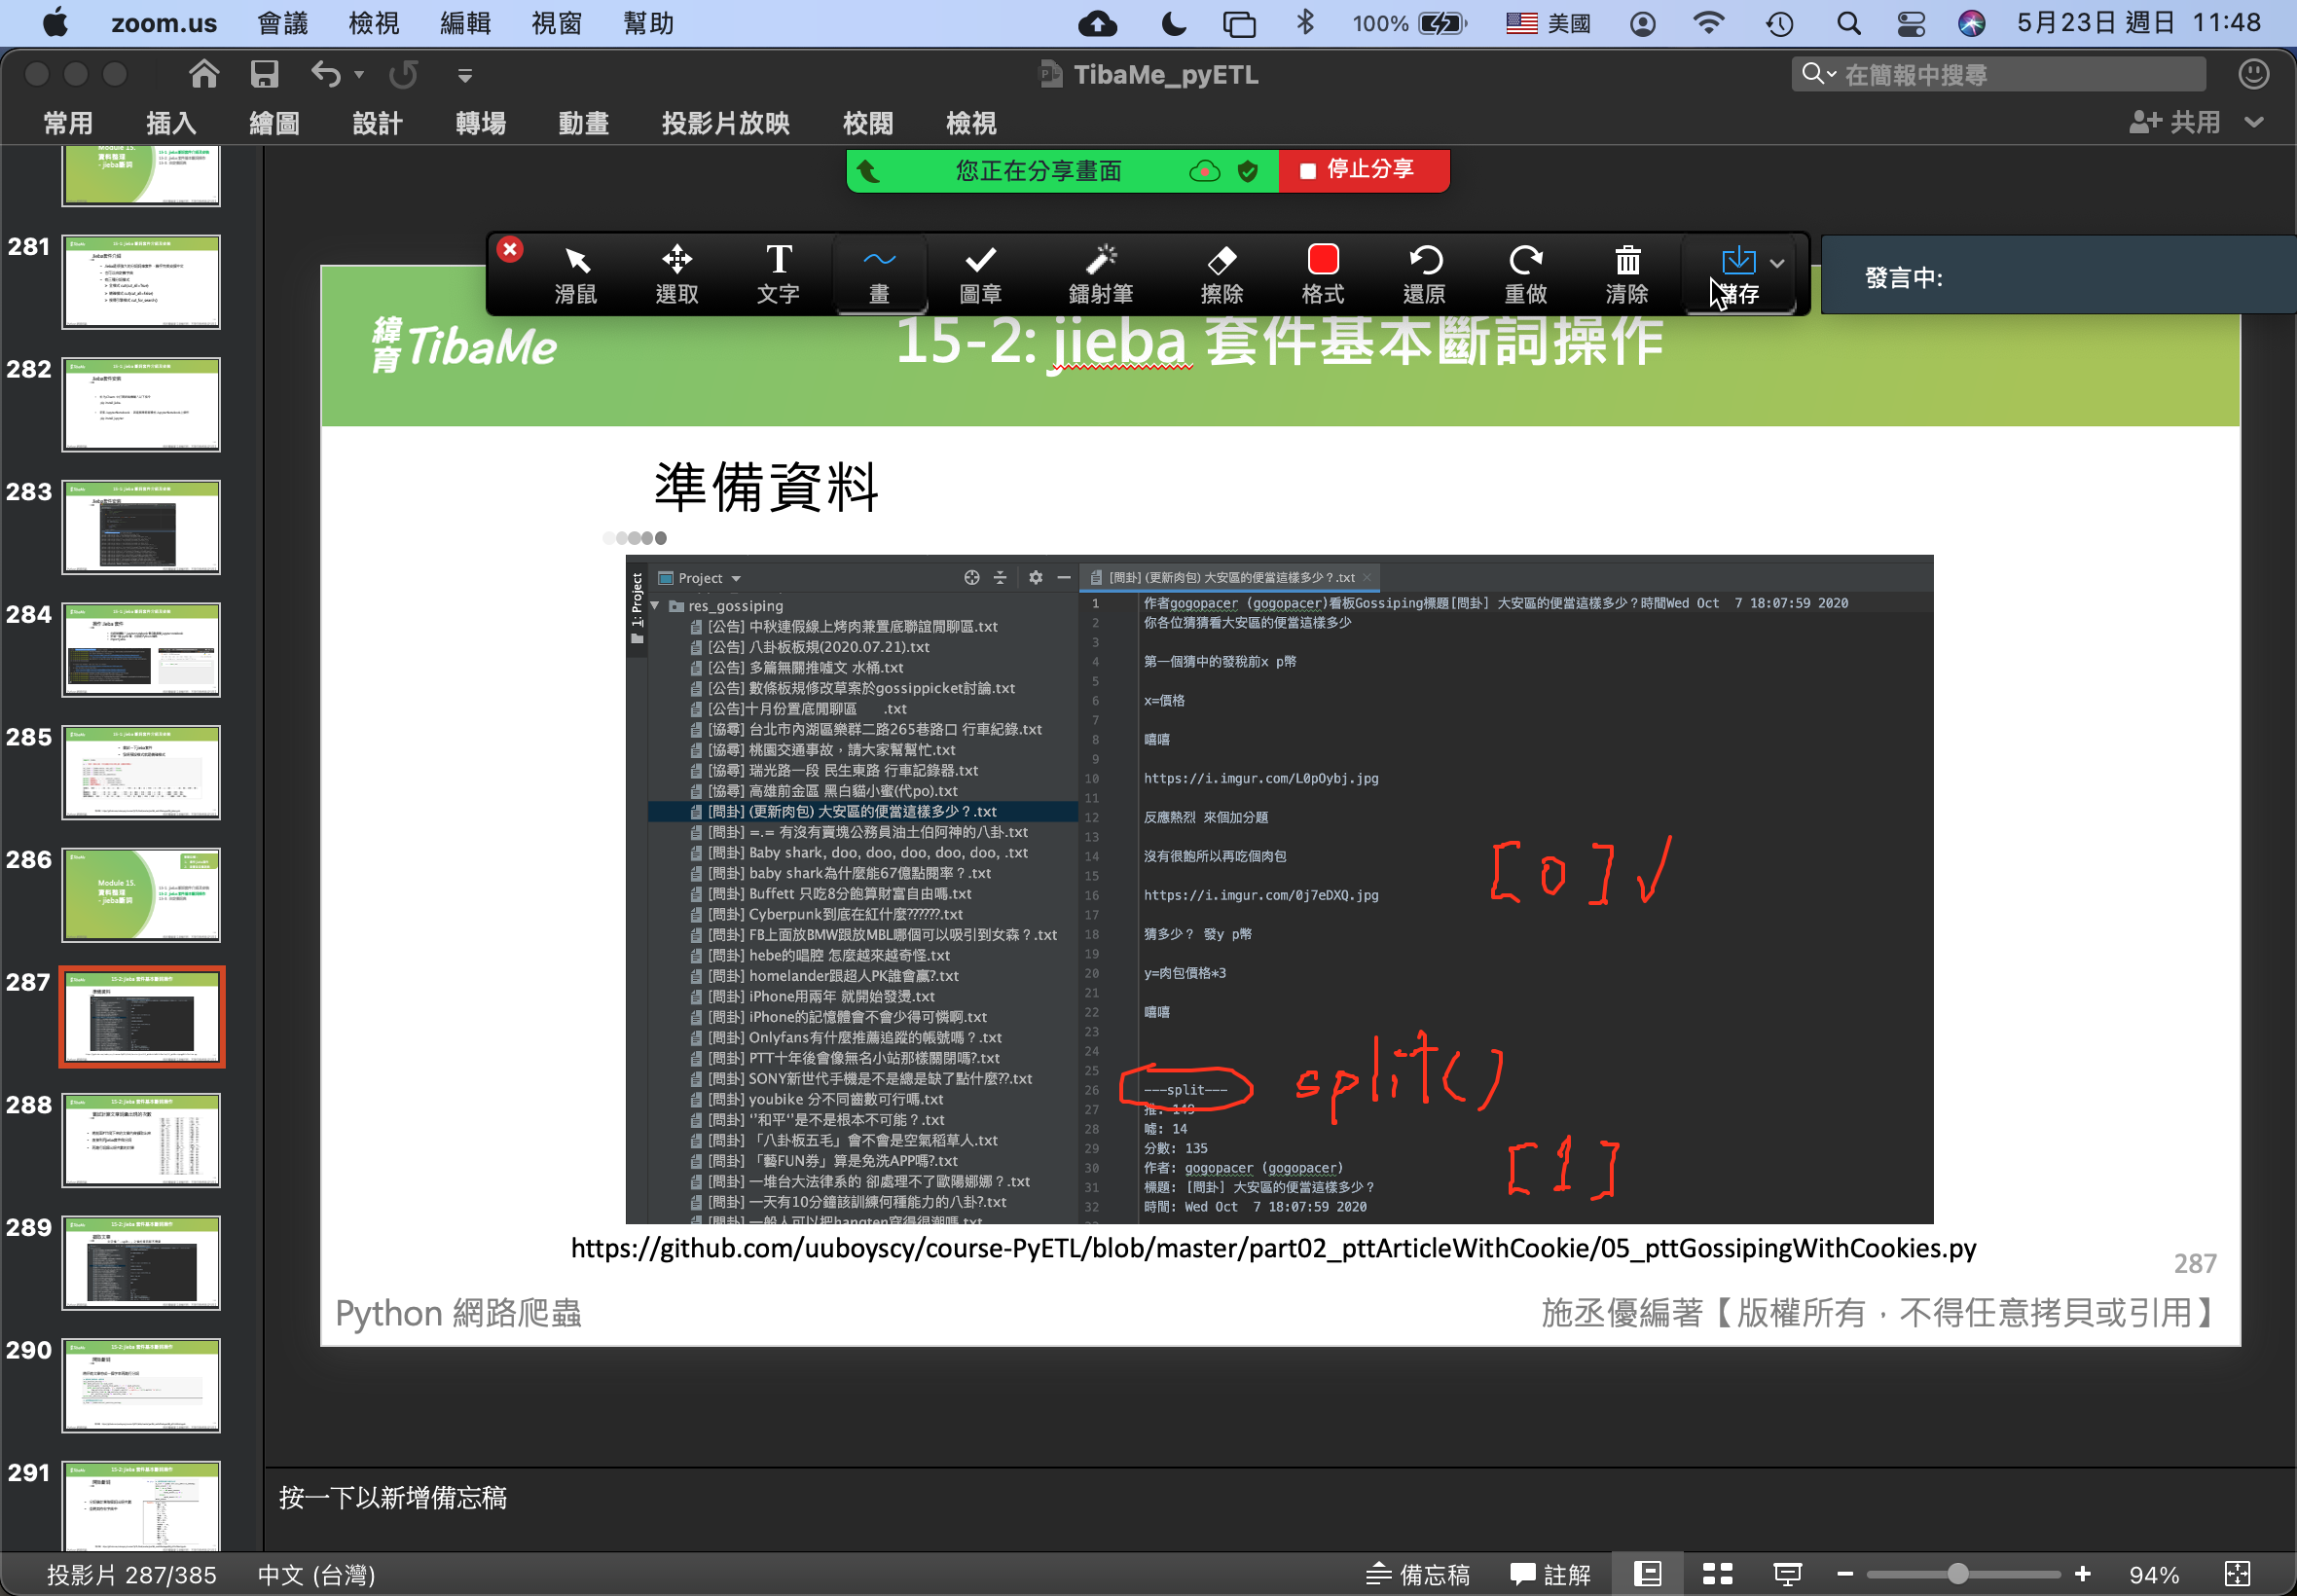 zoom.us 會議 檢視 編輯 視窗 幫助 100% 美國 5月23日 週日 11:48
TibaMe_pyETL
在簡報中搜尋
常用 插入 繪圖 設計 轉場 動畫 投影片放映 校閱 檢視
共用
您正在分享畫面 停止分享
滑鼠 選取 文字 畫 圖章 鐳射筆 擦除 格式 還原 重做 清除 儲存
發言中:
281
282
283
284
285
286
Module 15.
資料整理
- jieba斷詞
287
288
289
290
291
緯育 TibaMe
15-2: jieba 套件基本斷詞操作
準備資料
1: Project
Project
res_gossiping
[公告] 中秋連假線上烤肉兼置底聯誼閒聊區.txt
[公告] 八卦板板規(2020.07.21).txt
[公告] 多篇無關推噓文 水桶.txt
[公告] 數條板規修改草案於gossippicket討論.txt
[公告]十月份置底閒聊區 .txt
[協尋] 台北市內湖區樂群二路265巷路口 行車紀錄.txt
[協尋] 桃園交通事故，請大家幫幫忙.txt
[協尋] 瑞光路一段 民生東路 行車記錄器.txt
[協尋] 高雄前金區 黑白貓小蜜(代po).txt
[問卦] (更新肉包) 大安區的便當這樣多少？.txt
[問卦] =.= 有沒有賣塊公務員油土伯阿神的八卦.txt
[問卦] Baby shark, doo, doo, doo, doo, doo, .txt
[問卦] baby shark為什麼能67億點閱率？.txt
[問卦] Buffett 只吃8分飽算財富自由嗎.txt
[問卦] Cyberpunk到底在紅什麼??????.txt
[問卦] FB上面放BMW跟放MBL哪個可以吸引到女森？.txt
[問卦] hebe的唱腔 怎麼越來越奇怪.txt
[問卦] homelander跟超人PK誰會贏?.txt
[問卦] iPhone用兩年 就開始發燙.txt
[問卦] iPhone的記憶體會不會少得可憐啊.txt
[問卦] Onlyfans有什麼推薦追蹤的帳號嗎？.txt
[問卦] PTT十年後會像無名小站那樣關閉嗎?.txt
[問卦] SONY新世代手機是不是總是缺了點什麼??.txt
[問卦] youbike 分不同齒數可行嗎.txt
[問卦] ''和平''是不是根本不可能？.txt
[問卦] 「八卦板五毛」會不會是空氣稻草人.txt
[問卦] 「藝FUN券」算是免洗APP嗎?.txt
[問卦] 一堆台大法律系的 卻處理不了歐陽娜娜？.txt
[問卦] 一天有10分鐘該訓練何種能力的八卦?.txt
[問卦] 一般人可以把hangten穿得很潮嗎.txt
[問卦] (更新肉包) 大安區的便當這樣多少？.txt
1 作者gogopacer (gogopacer)看板Gossiping標題[問卦] 大安區的便當這樣多少？時間Wed Oct  7 18:07:59 2020
2 你各位猜猜看大安區的便當這樣多少
3
4 第一個猜中的發稅前x p幣
5
6 x=價格
7
8 嘻嘻
9
10 https://i.imgur.com/L0pOybj.jpg
11
12 反應熱烈 來個加分題
13
14 沒有很飽所以再吃個肉包
15
16 https://i.imgur.com/0j7eDXQ.jpg
17
18 猜多少？ 發y p幣
19
20 y=肉包價格*3
21
22 嘻嘻
23
24
25
26 ---split---
27 推: 149
28 噓: 14
29 分數: 135
30 作者: gogopacer (gogopacer)
31 標題: [問卦] 大安區的便當這樣多少？
32 時間: Wed Oct  7 18:07:59 2020
[0]✓
split()
[1]
https://github.com/uuboyscy/course-PyETL/blob/master/part02_pttArticleWithCookie/05_pttGossipingWithCookies.py
287
Python 網路爬蟲
施丞優編著【版權所有，不得任意拷貝或引用】
按一下以新增備忘稿
投影片 287/385 中文 (台灣) 備忘稿 註解 94%